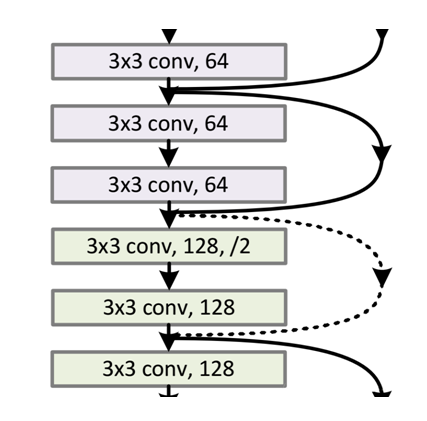 3x3 conv, 64
3x3 conv, 64
3x3 conv, 64
3x3 conv, 128, /2
3x3 conv, 128
3x3 conv, 128